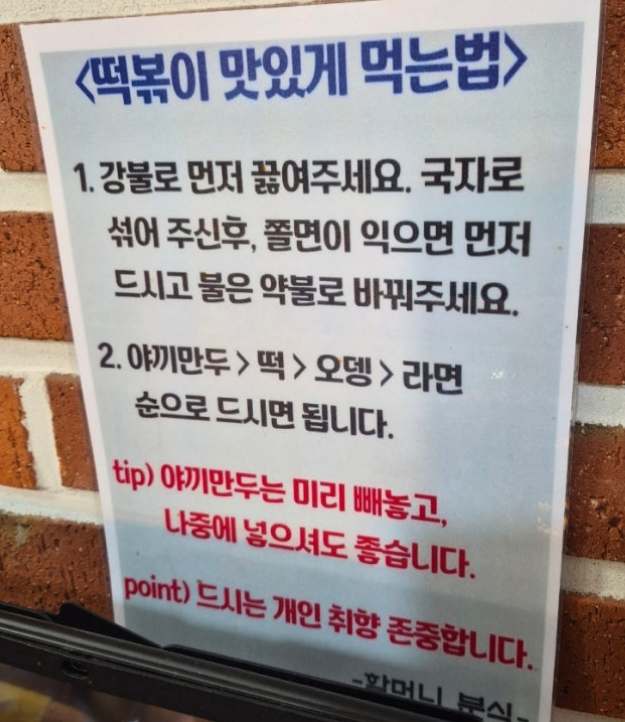 <떡볶이 맛있게 먹는법>
1. 강불로 먼저 끓여주세요. 국자로
섞어 주신후, 쫄면이 익으면 먼저
드시고 불은 약불로 바꿔주세요.
2. 야끼만두 > 떡 > 오뎅 > 라면
순으로 드시면 됩니다.
tip) 야끼만두는 미리 빼놓고,
나중에 넣으셔도 좋습니다.
point) 드시는 개인 취향 존중합니다.
분식-